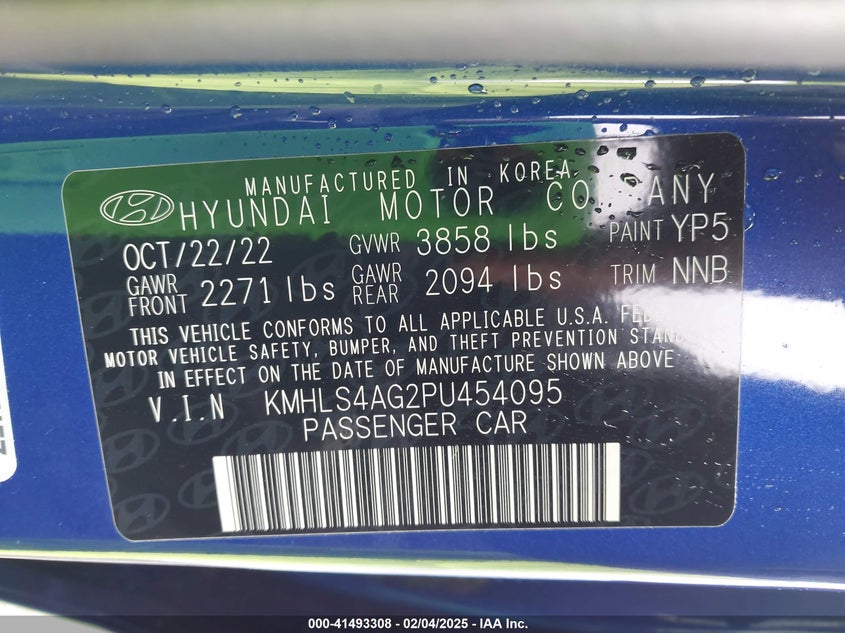 MANUFACTURED IN KOREA
HYUNDAI MOTOR COMPANY
OCT/22/22 GVWR 3858 lbs PAINT YP5
GAWR FRONT 2271 lbs GAWR REAR 2094 lbs TRIM NNB
THIS VEHICLE CONFORMS TO ALL APPLICABLE U.S.A.
MOTOR VEHICLE SAFETY, BUMPER, AND THEFT PREVENTION
IN EFFECT ON THE DATE OF MANUFACTURE SHOWN ABOVE
V.I.N KMHLS4AG2PU454095
PASSENGER CAR
000-41493308 - 02/04/2025 - IAA Inc.